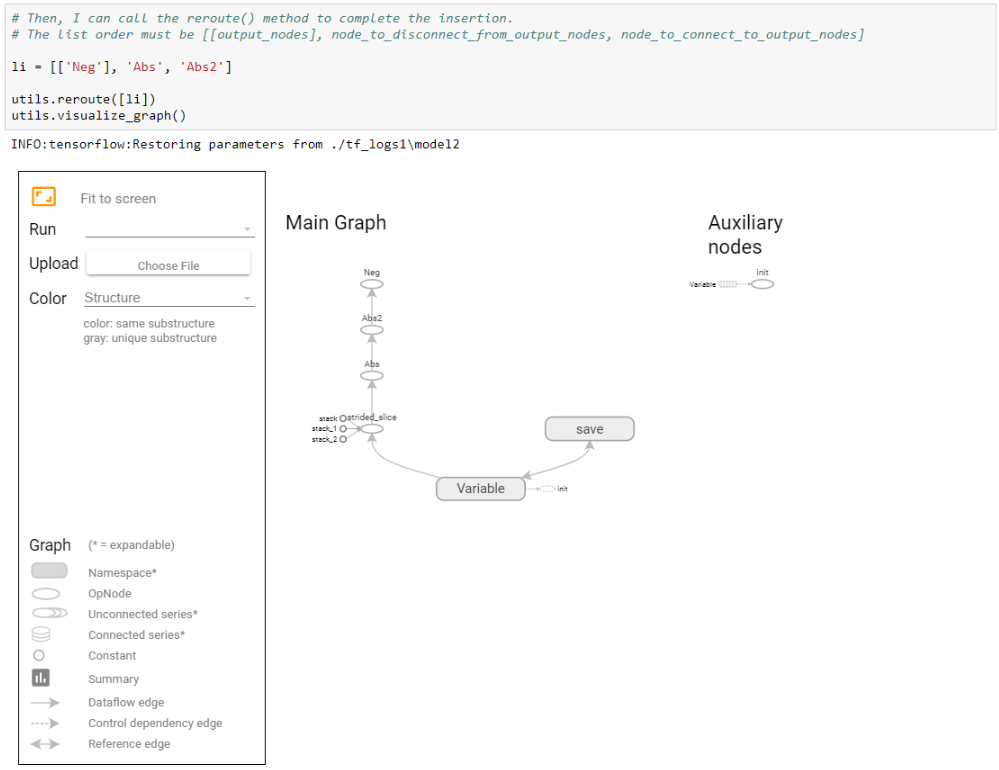 # Then, I can call the reroute() method to complete the insertion.
# The list order must be [[output_nodes], node_to_disconnect_from_output_nodes, node_to_connect_to_output_nodes]
li = [['Neg'], 'Abs', 'Abs2']
utils.reroute([li])
utils.visualize_graph()
INFO:tensorflow:Restoring parameters from ./tf_logs1\model2
Fit to screen
Run
Upload Choose File
Color Structure
color: same substructure
gray: unique substructure
Graph (* = expandable)
Namespace*
OpNode
Unconnected series*
Connected series*
Constant
Summary
Dataflow edge
Control dependency edge
Reference edge
Main Graph
Neg
Abs2
Abs
stack strided_slice
stack_1
stack_2
save
Variable init
Auxiliary
nodes
init
Variable